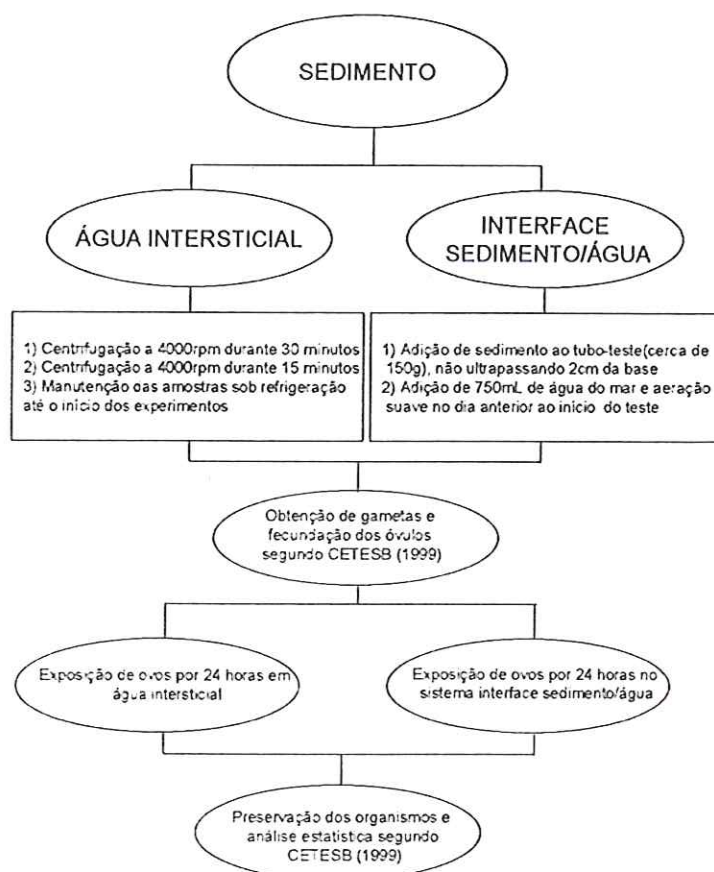 SEDIMENTO
ÁGUA INTERSTICIAL
INTERFACE
SEDIMENTO/ÁGUA
1) Centrifugação a 4000rpm durante 30 minutos
2) Centrifugação a 4000rpm durante 15 minutos
3) Manutenção oas amostras sob refrigeração
até o início dos experimentos
1) Adição de sedimento ao tubo-teste(cerca de
150g), não ultrapassando 2cm da base
2) Adição de 750mL de água do mar e aeração
suave no dia anterior ao início do teste
Obtenção de gametas e
fecundação dos óvulos
segundo CETESB (1999)
Exposição de ovos por 24 horas em
água intersticial
Exposição de ovos por 24 horas no
sistema interface sedimento/água
Preservação dos organismos e
análise estatística segundo
CETESB (1999)